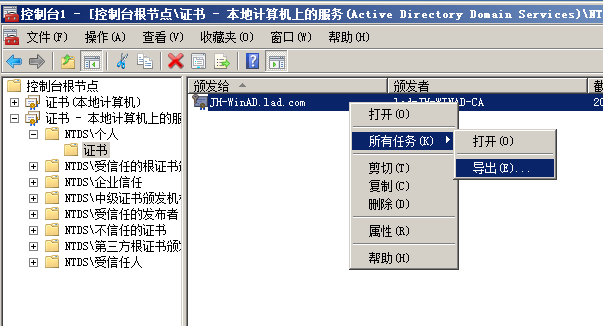 控制台1 - [控制台根节点\证书 - 本地计算机上的服务(Active Directory Domain Services)\NT
文件(F) 操作(A) 查看(V) 收藏夹(O) 窗口(W) 帮助(H)
控制台根节点
证书(本地计算机)
证书 - 本地计算机上的服
NTDS\个人
证书
NTDS\受信任的根证书颁
NTDS\企业信任
NTDS\中级证书颁发机
NTDS\受信任的发布者
NTDS\不信任的证书
NTDS\第三方根证书颁
NTDS\受信任人
颁发给 颁发者 截
JH-WinAD.lad.com lad-JH-WINAD-CA 20
打开(O)
所有任务(K)
剪切(T)
复制(C)
删除(D)
属性(R)
帮助(H)
打开(O)
导出(E)...